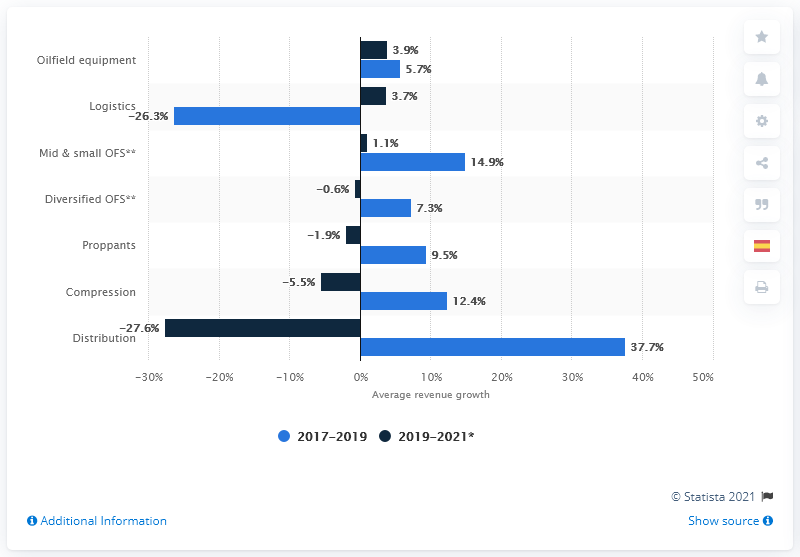 Oilfield equipment
3.9%
5.7%
Logistics
3.7%
−26.3%
Mid & small OFS**
1.1%
14.9%
Diversified OFS**
−0.6%
7.3%
Proppants
−1.9%
9.5%
Compression
−5.5%
12.4%
Distribution
−27.6%
37.7%
−30% −20% −10% 0% 10% 20% 30% 40% 50%
Average revenue growth
2017–2019 2019–2021*
© Statista 2021
Additional Information Show source